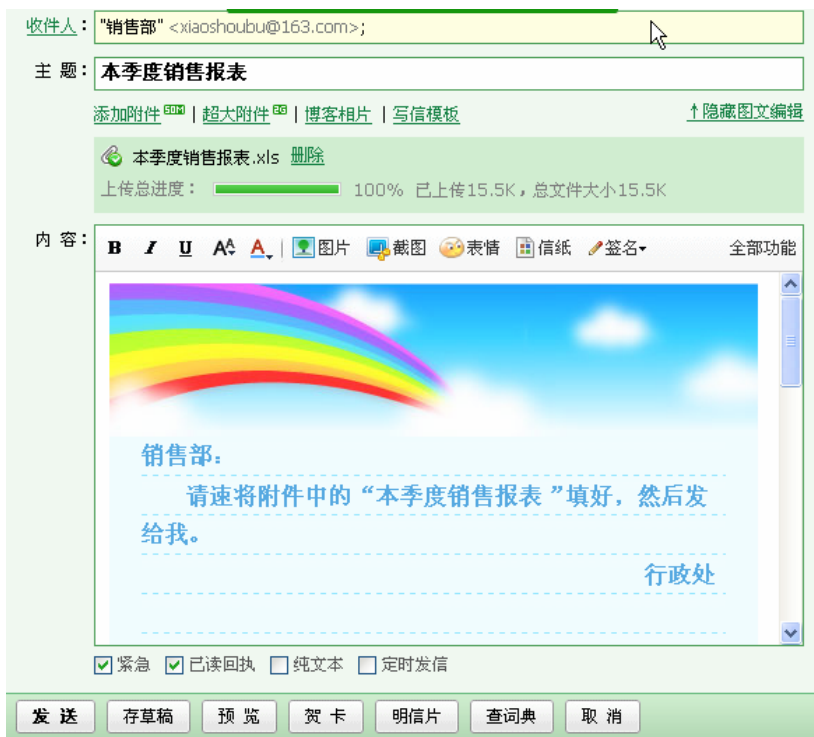 收件人： "销售部" <xiaoshoubu@163.com>;
主 题： 本季度销售报表
添加附件 50M | 超大附件 2G | 博客相片 | 写信模板 ↑隐藏图文编辑
本季度销售报表.xls 删除
上传总进度： 100% 已上传15.5K，总文件大小15.5K
内 容： B I U AA A 图片 截图 表情 信纸 签名 全部功能
销售部：
请速将附件中的“本季度销售报表”填好，然后发
给我。
行政处
紧急 已读回执 纯文本 定时发信
发 送 存草稿 预 览 贺 卡 明信片 查词典 取 消